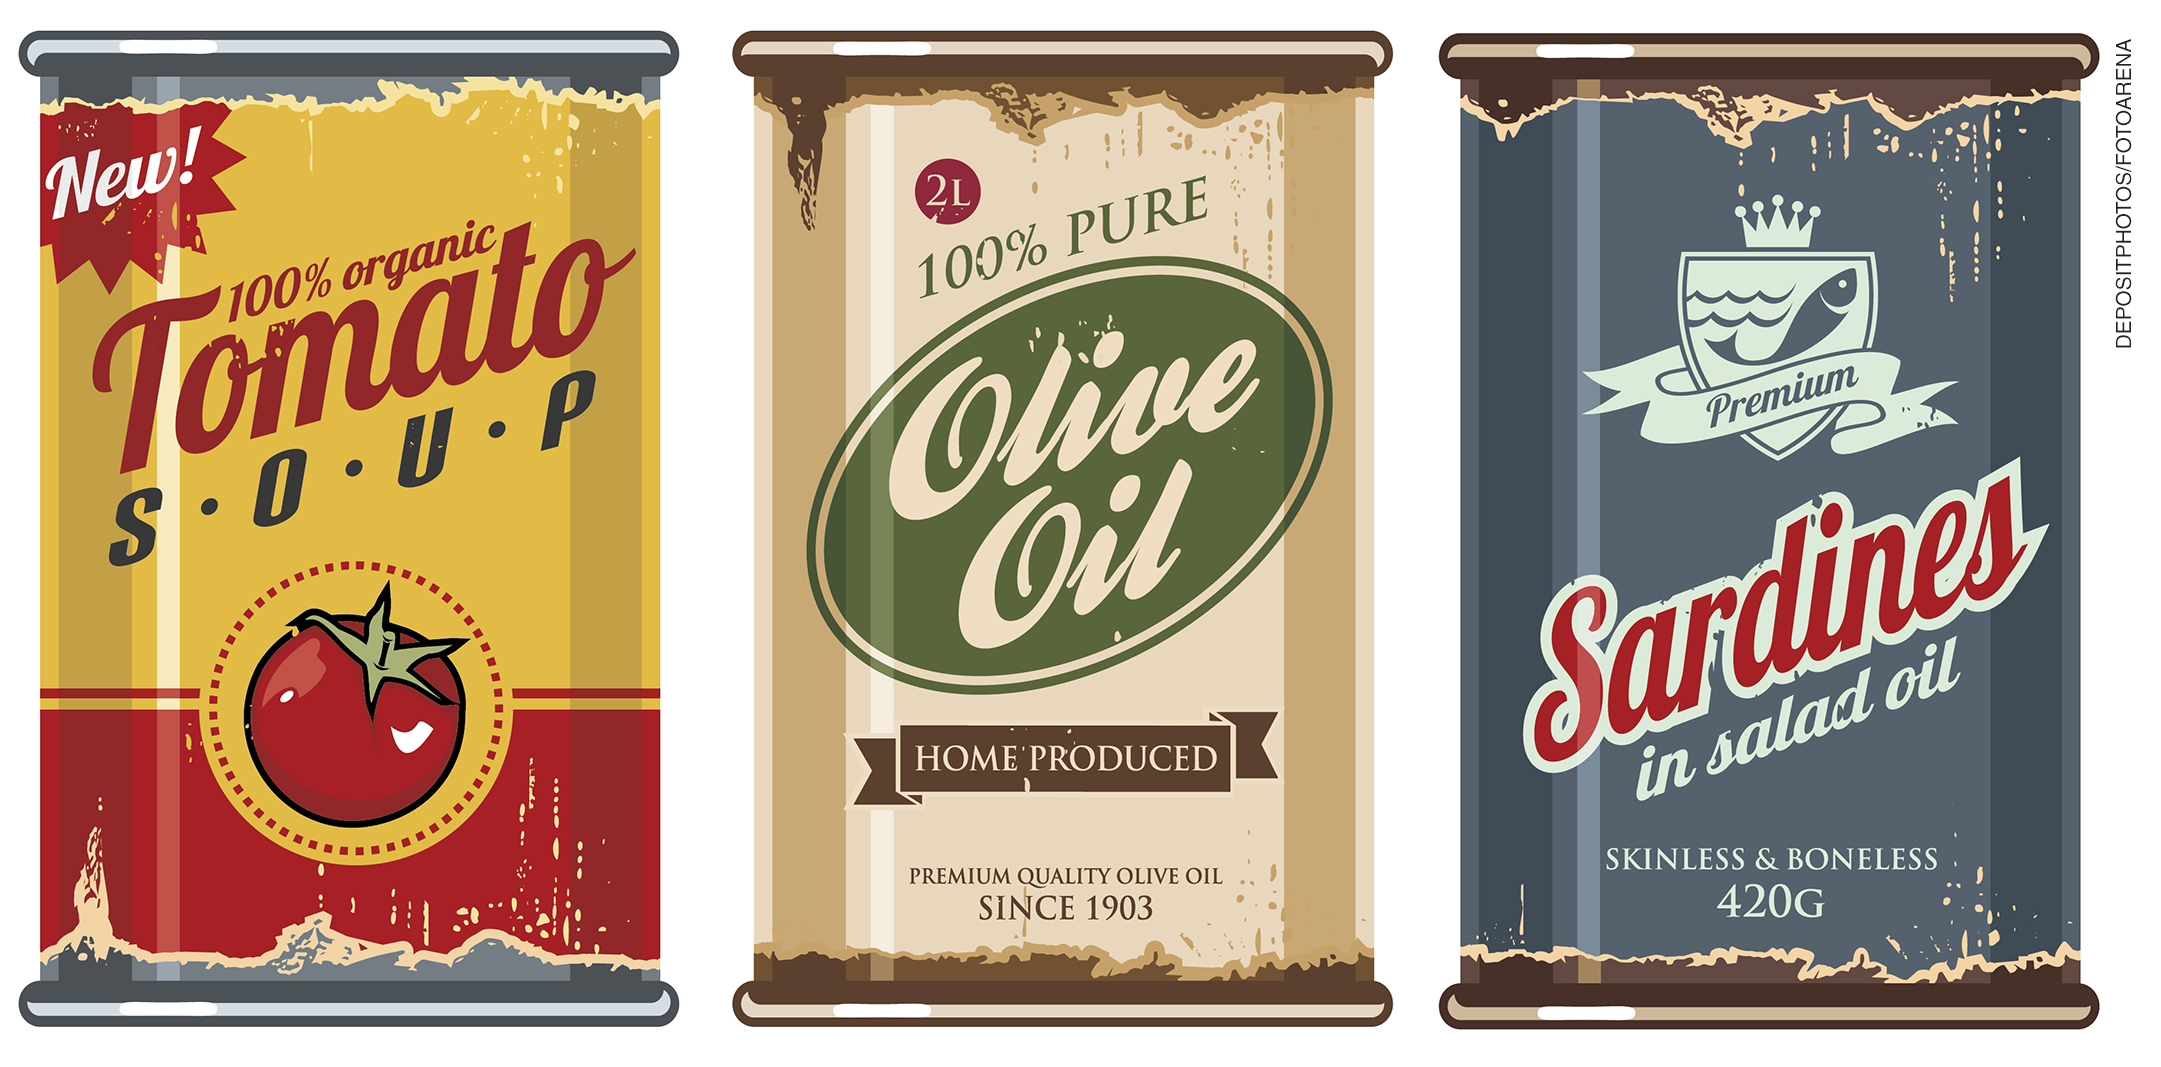 New!
100% organic
Tomato
S·O·U·P
2L
100% PURE
Olive
Oil
HOME PRODUCED
PREMIUM QUALITY OLIVE OIL
SINCE 1903
Premium
Sardines
in salad oil
SKINLESS & BONELESS
420G
DEPOSITPHOTOS/FOTOARENA